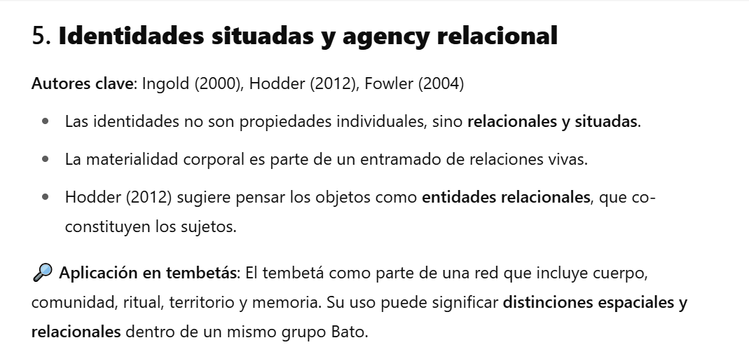 5. Identidades situadas y agency relacional
Autores clave: Ingold (2000), Hodder (2012), Fowler (2004)
• Las identidades no son propiedades individuales, sino relacionales y situadas.
• La materialidad corporal es parte de un entramado de relaciones vivas.
• Hodder (2012) sugiere pensar los objetos como entidades relacionales, que co-
constituyen los sujetos.
🔎 Aplicación en tembetás: El tembetá como parte de una red que incluye cuerpo,
comunidad, ritual, territorio y memoria. Su uso puede significar distinciones espaciales y
relacionales dentro de un mismo grupo Bato.